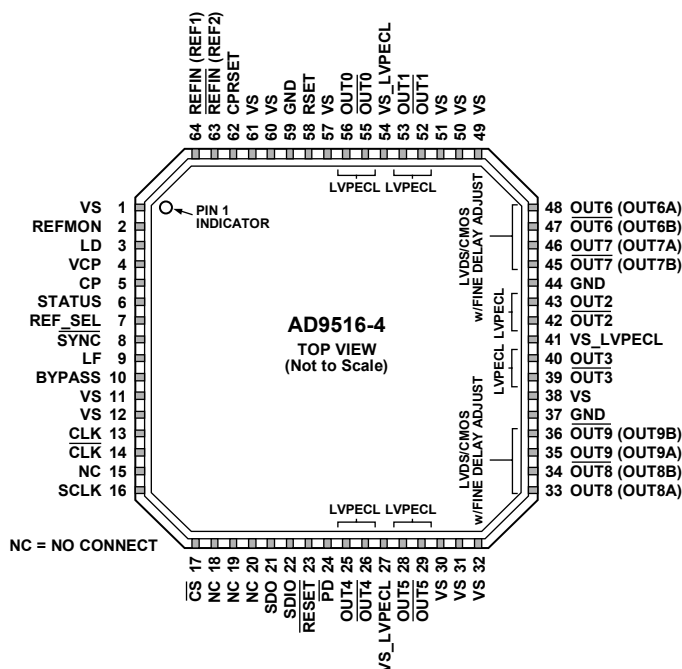 64 REFIN (REF1)
63 REFIN (REF2)
62 CPRSET
61 VS
60 VS
59 GND
58 RSET
57 VS
56 OUT0
55 OUT0
54 VS_LVPECL
53 OUT1
52 OUT1
51 VS
50 VS
49 VS
LVPECL LVPECL
VS 1
REFMON 2
LD 3
VCP 4
CP 5
STATUS 6
REF_SEL 7
SYNC 8
LF 9
BYPASS 10
VS 11
VS 12
CLK 13
CLK 14
NC 15
SCLK 16
PIN 1
INDICATOR
AD9516-4
TOP VIEW
(Not to Scale)
LVDS/CMOS
w/FINE DELAY ADJUST
LVPECL
LVPECL
LVDS/CMOS
w/FINE DELAY ADJUST
48 OUT6 (OUT6A)
47 OUT6 (OUT6B)
46 OUT7 (OUT7A)
45 OUT7 (OUT7B)
44 GND
43 OUT2
42 OUT2
41 VS_LVPECL
40 OUT3
39 OUT3
38 VS
37 GND
36 OUT9 (OUT9B)
35 OUT9 (OUT9A)
34 OUT8 (OUT8B)
33 OUT8 (OUT8A)
LVPECL LVPECL
NC = NO CONNECT
CS 17
NC 18
NC 19
NC 20
SDO 21
SDIO 22
RESET 23
PD 24
OUT4 25
OUT4 26
VS_LVPECL 27
OUT5 28
OUT5 29
VS 30
VS 31
VS 32